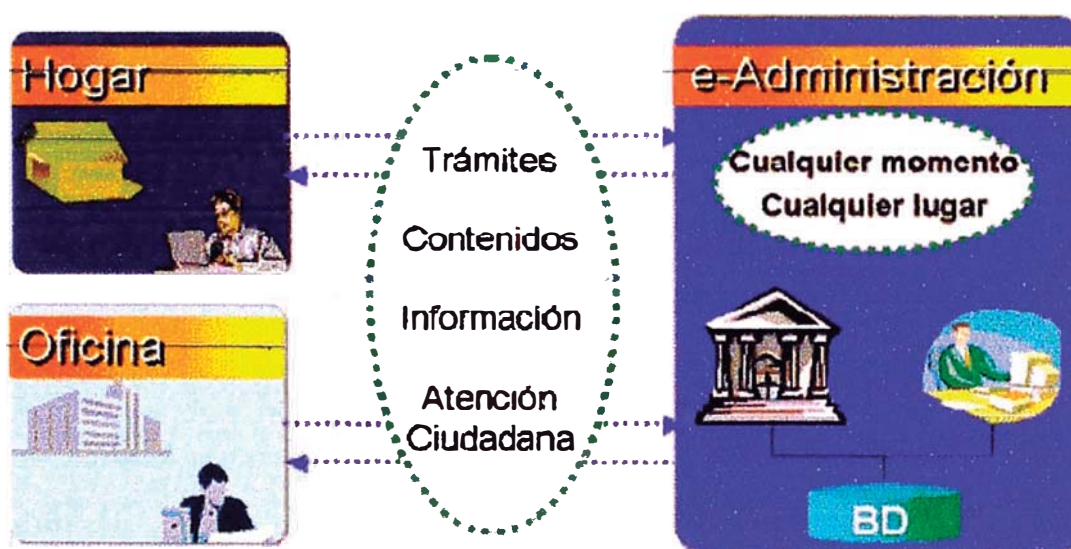 Hogar
Oficina
Trámites
Contenidos
Información
Atención
Ciudadana
e-Administración
Cualquier momento
Cualquier lugar
BD